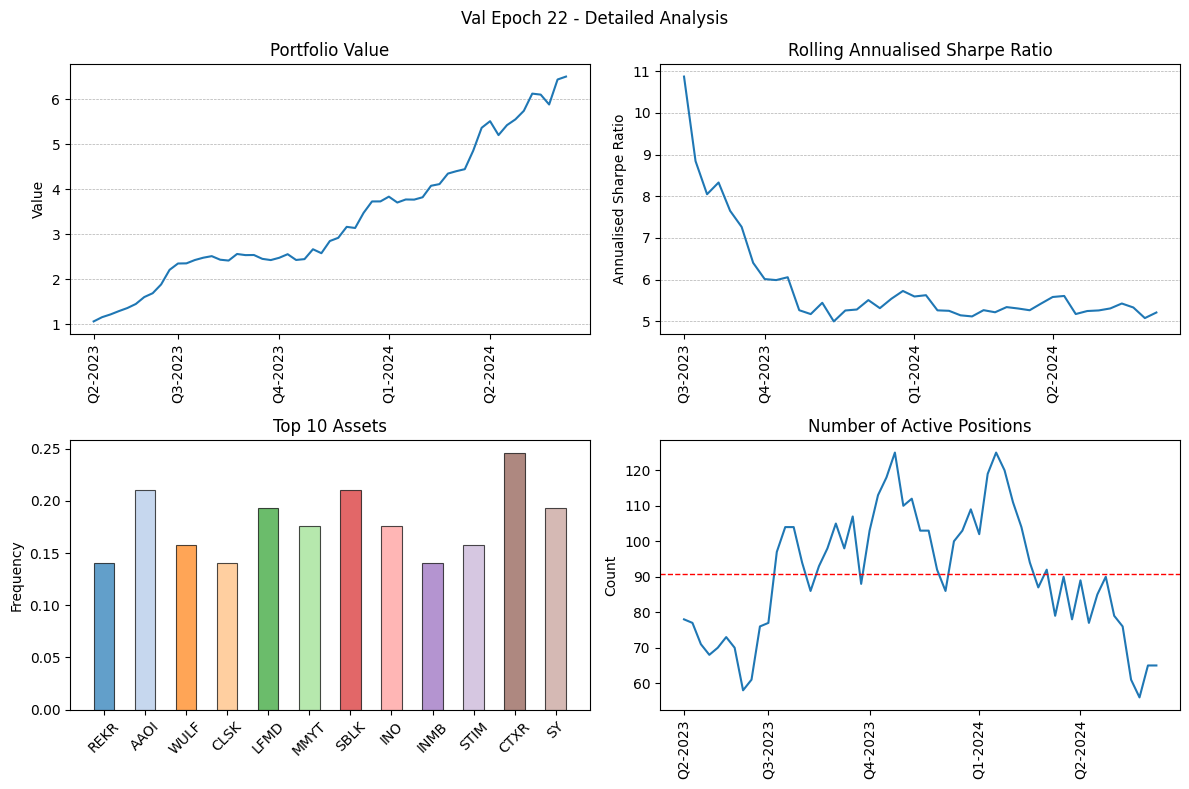 Val Epoch 22 - Detailed Analysis
Portfolio Value
Value
6
5
4
3
2
1
Q2-2023
Q3-2023
Q4-2023
Q1-2024
Q2-2024
Rolling Annualised Sharpe Ratio
Annualised Sharpe Ratio
11
10
9
8
7
6
5
Q3-2023
Q4-2023
Q1-2024
Q2-2024
Top 10 Assets
Frequency
0.25
0.20
0.15
0.10
0.05
0.00
REKR
AAOI
WULF
CLSK
LFMD
MMYT
SBLK
INO
INMB
STIM
CTXR
SY
Number of Active Positions
Count
120
110
100
90
80
70
60
Q2-2023
Q3-2023
Q4-2023
Q1-2024
Q2-2024